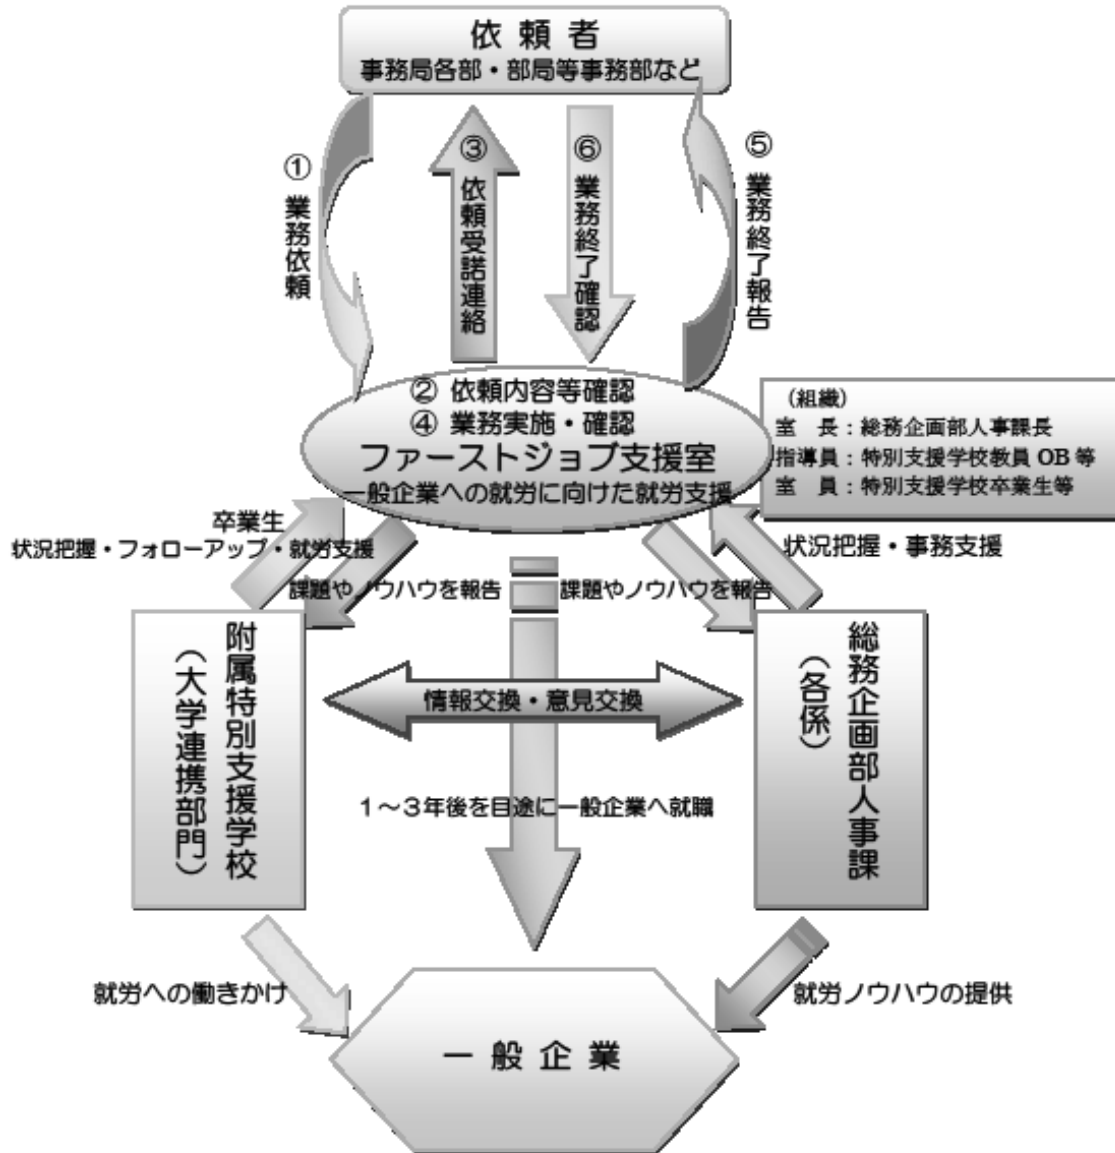 依 頼 者
事務局各部・部局等事務部など
① 業務依頼
③ 依頼受諾連絡
⑥ 業務終了確認
⑤ 業務終了報告
② 依頼内容等確認
④ 業務実施・確認
ファーストジョブ支援室
一般企業への就労に向けた就労支援
（組織）
室　長：総務企画部人事課長
指導員：特別支援学校教員 OB 等
室　員：特別支援学校卒業生等
卒業生
状況把握・フォローアップ・就労支援
課題やノウハウを報告
課題やノウハウを報告
状況把握・事務支援
附属特別支援学校
（大学連携部門）
情報交換・意見交換
総務企画部人事課
（各係）
１～３年後を目途に一般企業へ就職
就労への働きかけ
就労ノウハウの提供
一 般 企 業